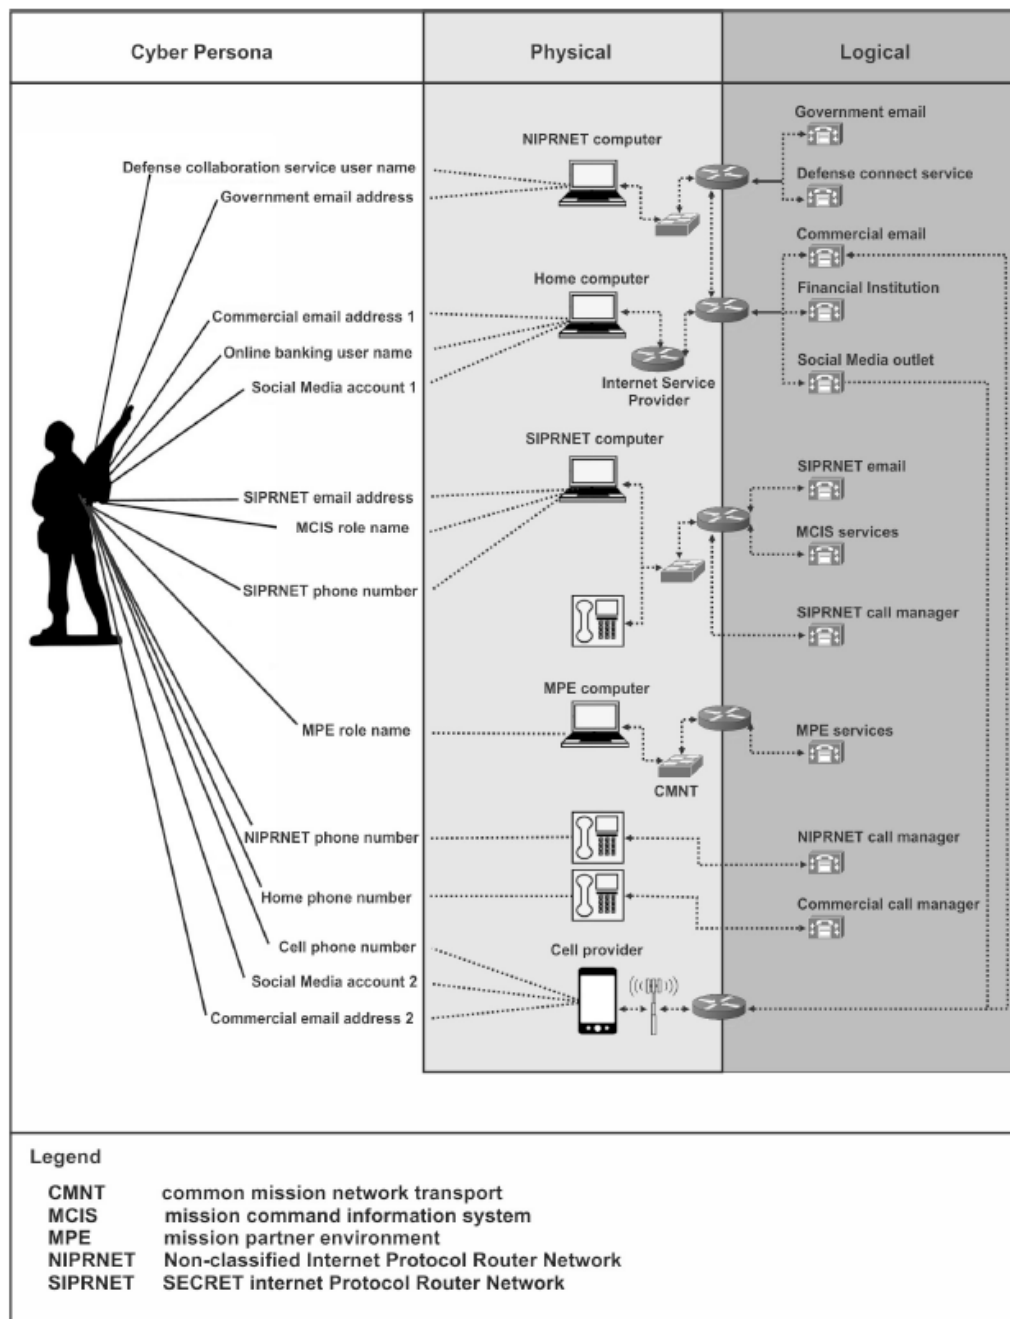 Cyber Persona
Physical
Logical
Defense collaboration service user name
Government email address
Commercial email address 1
Online banking user name
Social Media account 1
SIPRNET email address
MCIS role name
SIPRNET phone number
MPE role name
NIPRNET phone number
Home phone number
Cell phone number
Social Media account 2
Commercial email address 2
NIPRNET computer
Home computer
Internet Service
Provider
SIPRNET computer
MPE computer
CMNT
Cell provider
Government email
Defense connect service
Commercial email
Financial Institution
Social Media outlet
SIPRNET email
MCIS services
SIPRNET call manager
MPE services
NIPRNET call manager
Commercial call manager
Legend
CMNT common mission network transport
MCIS mission command information system
MPE mission partner environment
NIPRNET Non-classified Internet Protocol Router Network
SIPRNET SECRET internet Protocol Router Network